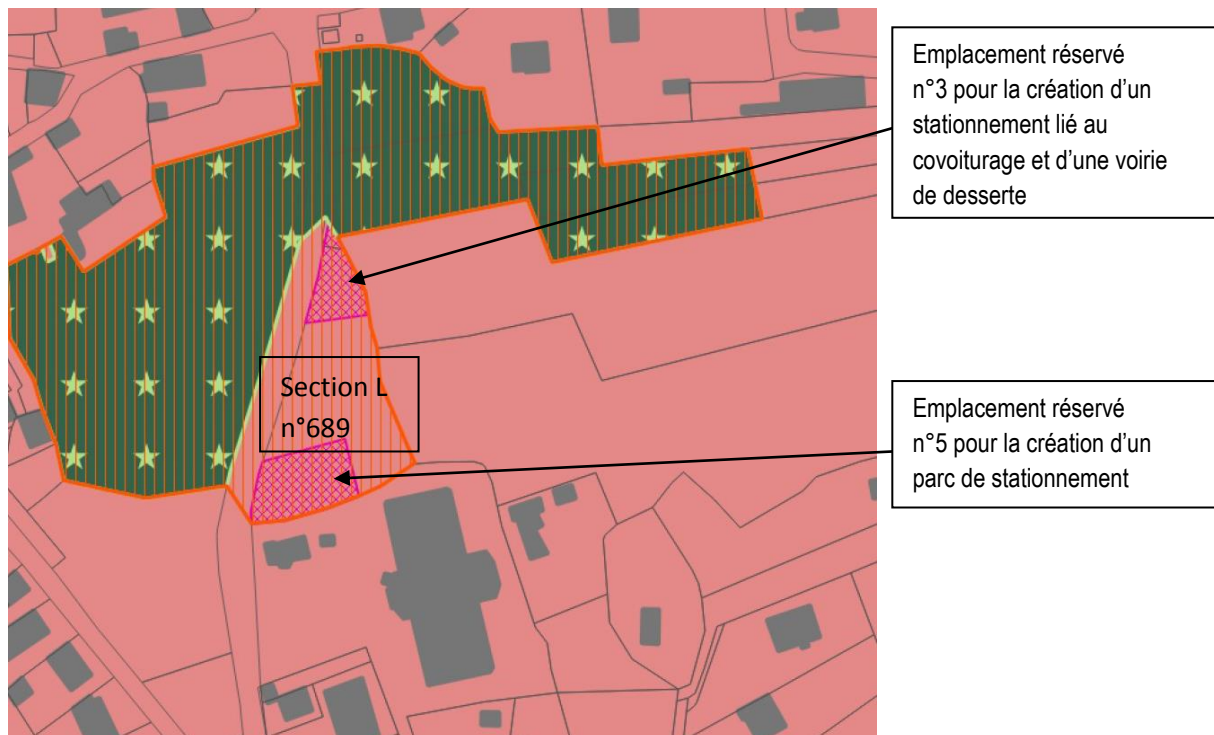 Emplacement réservé
n°3 pour la création d’un
stationnement lié au
covoiturage et d’une voirie
de desserte
Section L
n°689
Emplacement réservé
n°5 pour la création d’un
parc de stationnement